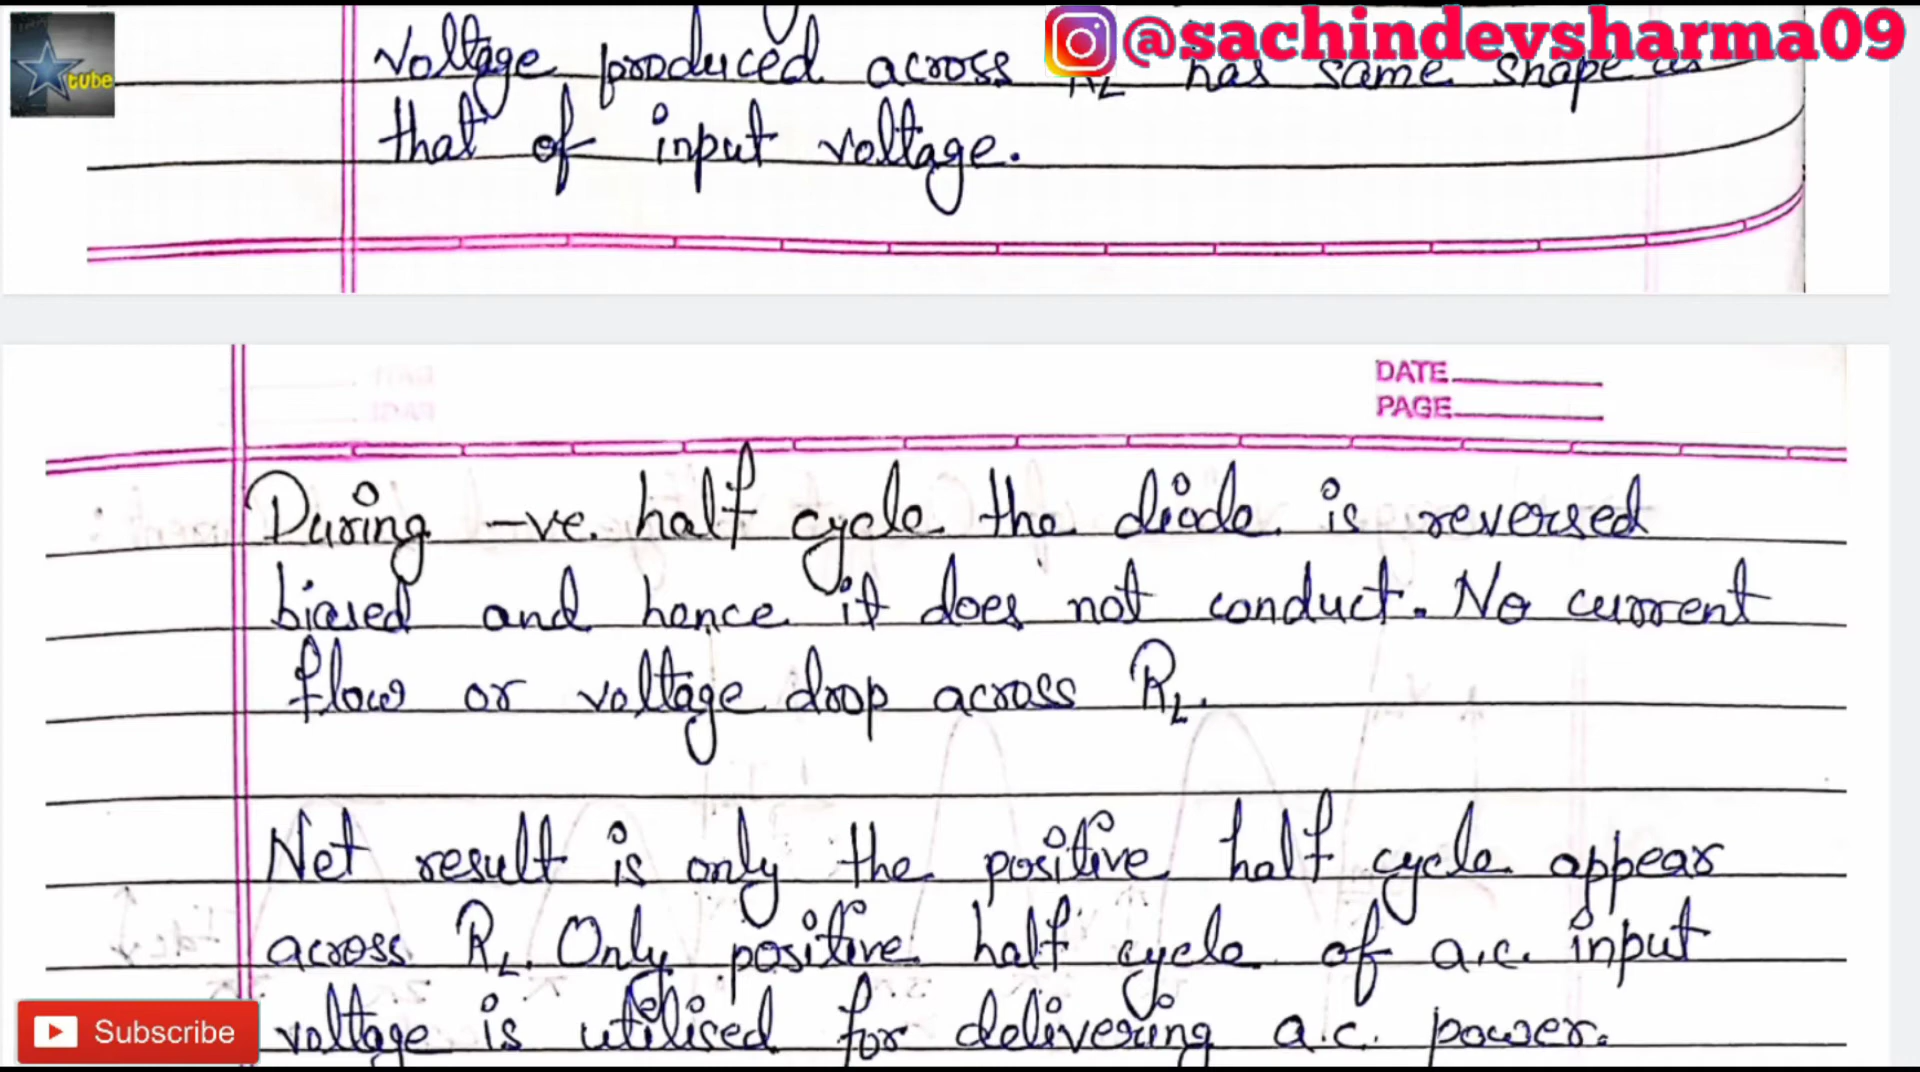 @sachindevsharma09
tube
voltage produced across RL has same shape as
that of input voltage.
DATE
PAGE
During -ve. half cycle the diode is reversed
biased and hence it does not conduct. No current
flow or voltage drop across RL.
Net result is only the positive half cycle appear
across RL. Only positive half cycle of a.c. input
Subscribe
voltage is utilised for delivering a.c. power.